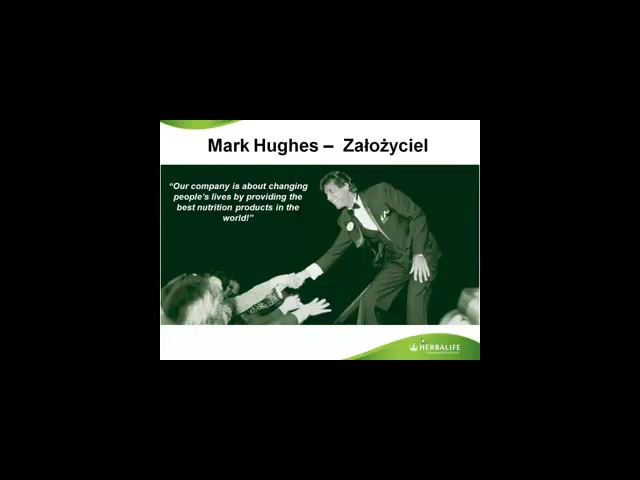 Mark Hughes – Założyciel
“Our company is about changing
people’s lives by providing the
best nutrition products in the
world!”
HERBALIFE